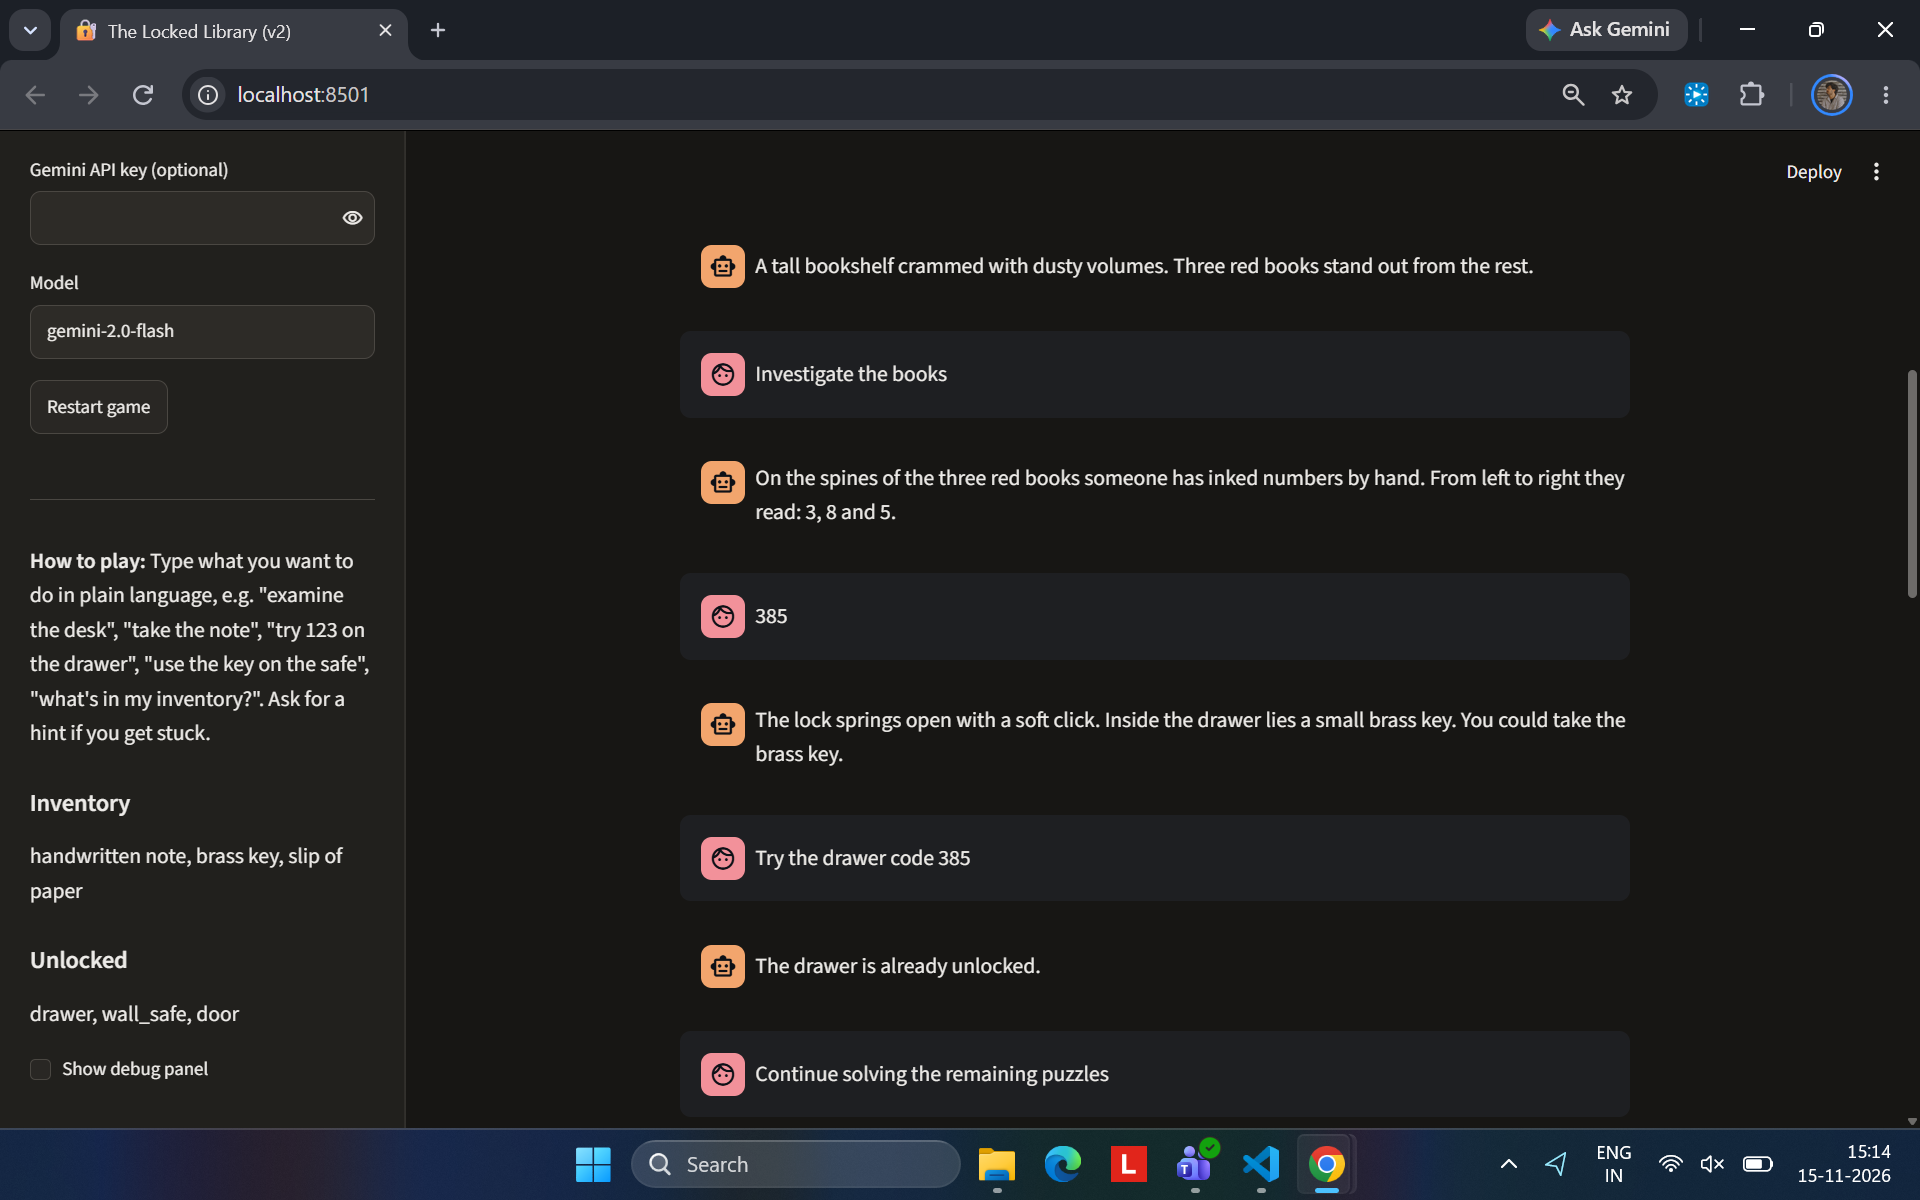 The Locked Library (v2)
Ask Gemini
localhost:8501
Gemini API key (optional)
Model
gemini-2.0-flash
Restart game
How to play: Type what you want to
do in plain language, e.g. "examine
the desk", "take the note", "try 123 on
the drawer", "use the key on the safe",
"what's in my inventory?". Ask for a
hint if you get stuck.
Inventory
handwritten note, brass key, slip of
paper
Unlocked
drawer, wall_safe, door
Show debug panel
Deploy
A tall bookshelf crammed with dusty volumes. Three red books stand out from the rest.
Investigate the books
On the spines of the three red books someone has inked numbers by hand. From left to right they
read: 3, 8 and 5.
385
The lock springs open with a soft click. Inside the drawer lies a small brass key. You could take the
brass key.
Try the drawer code 385
The drawer is already unlocked.
Continue solving the remaining puzzles
Search
L
T
ENG
IN
15:14
15-11-2026